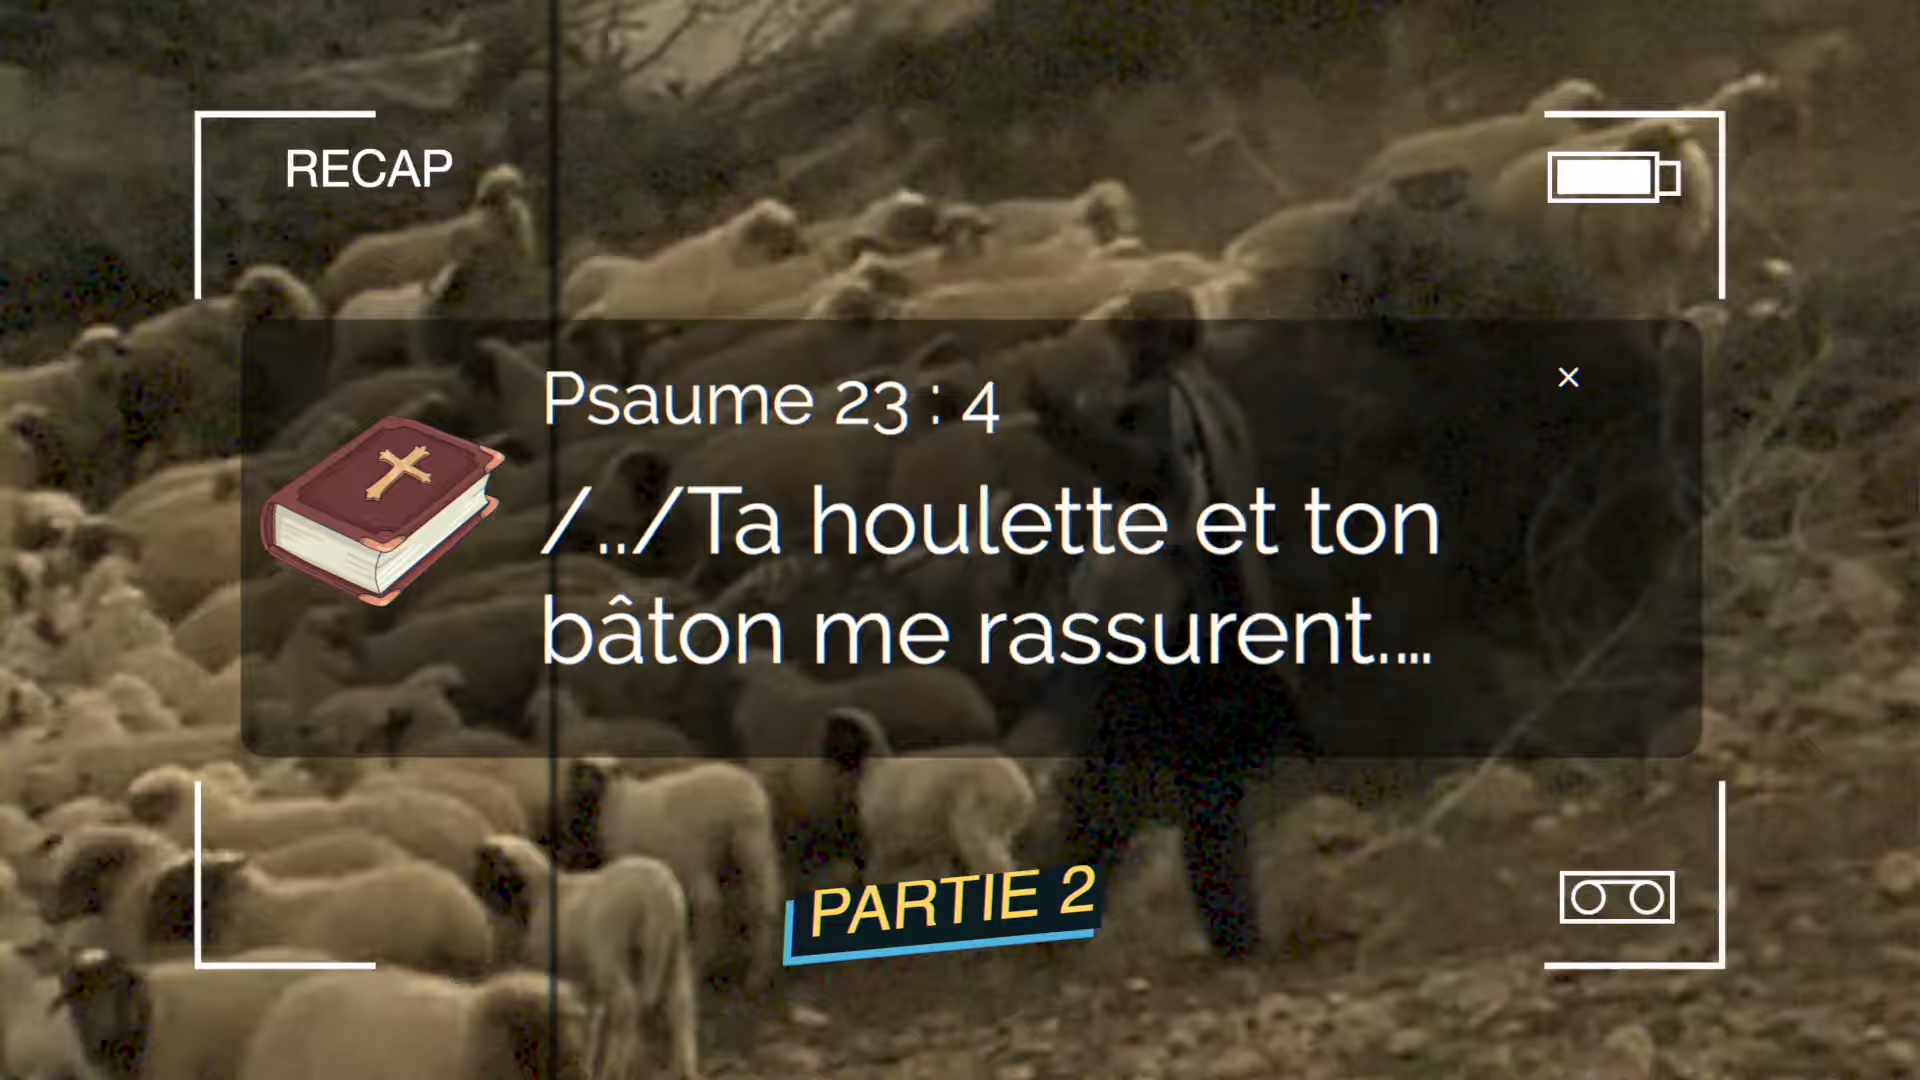 RECAP
Psaume 23 : 4
/../Ta houlette et ton
bâton me rassurent....
PARTIE 2